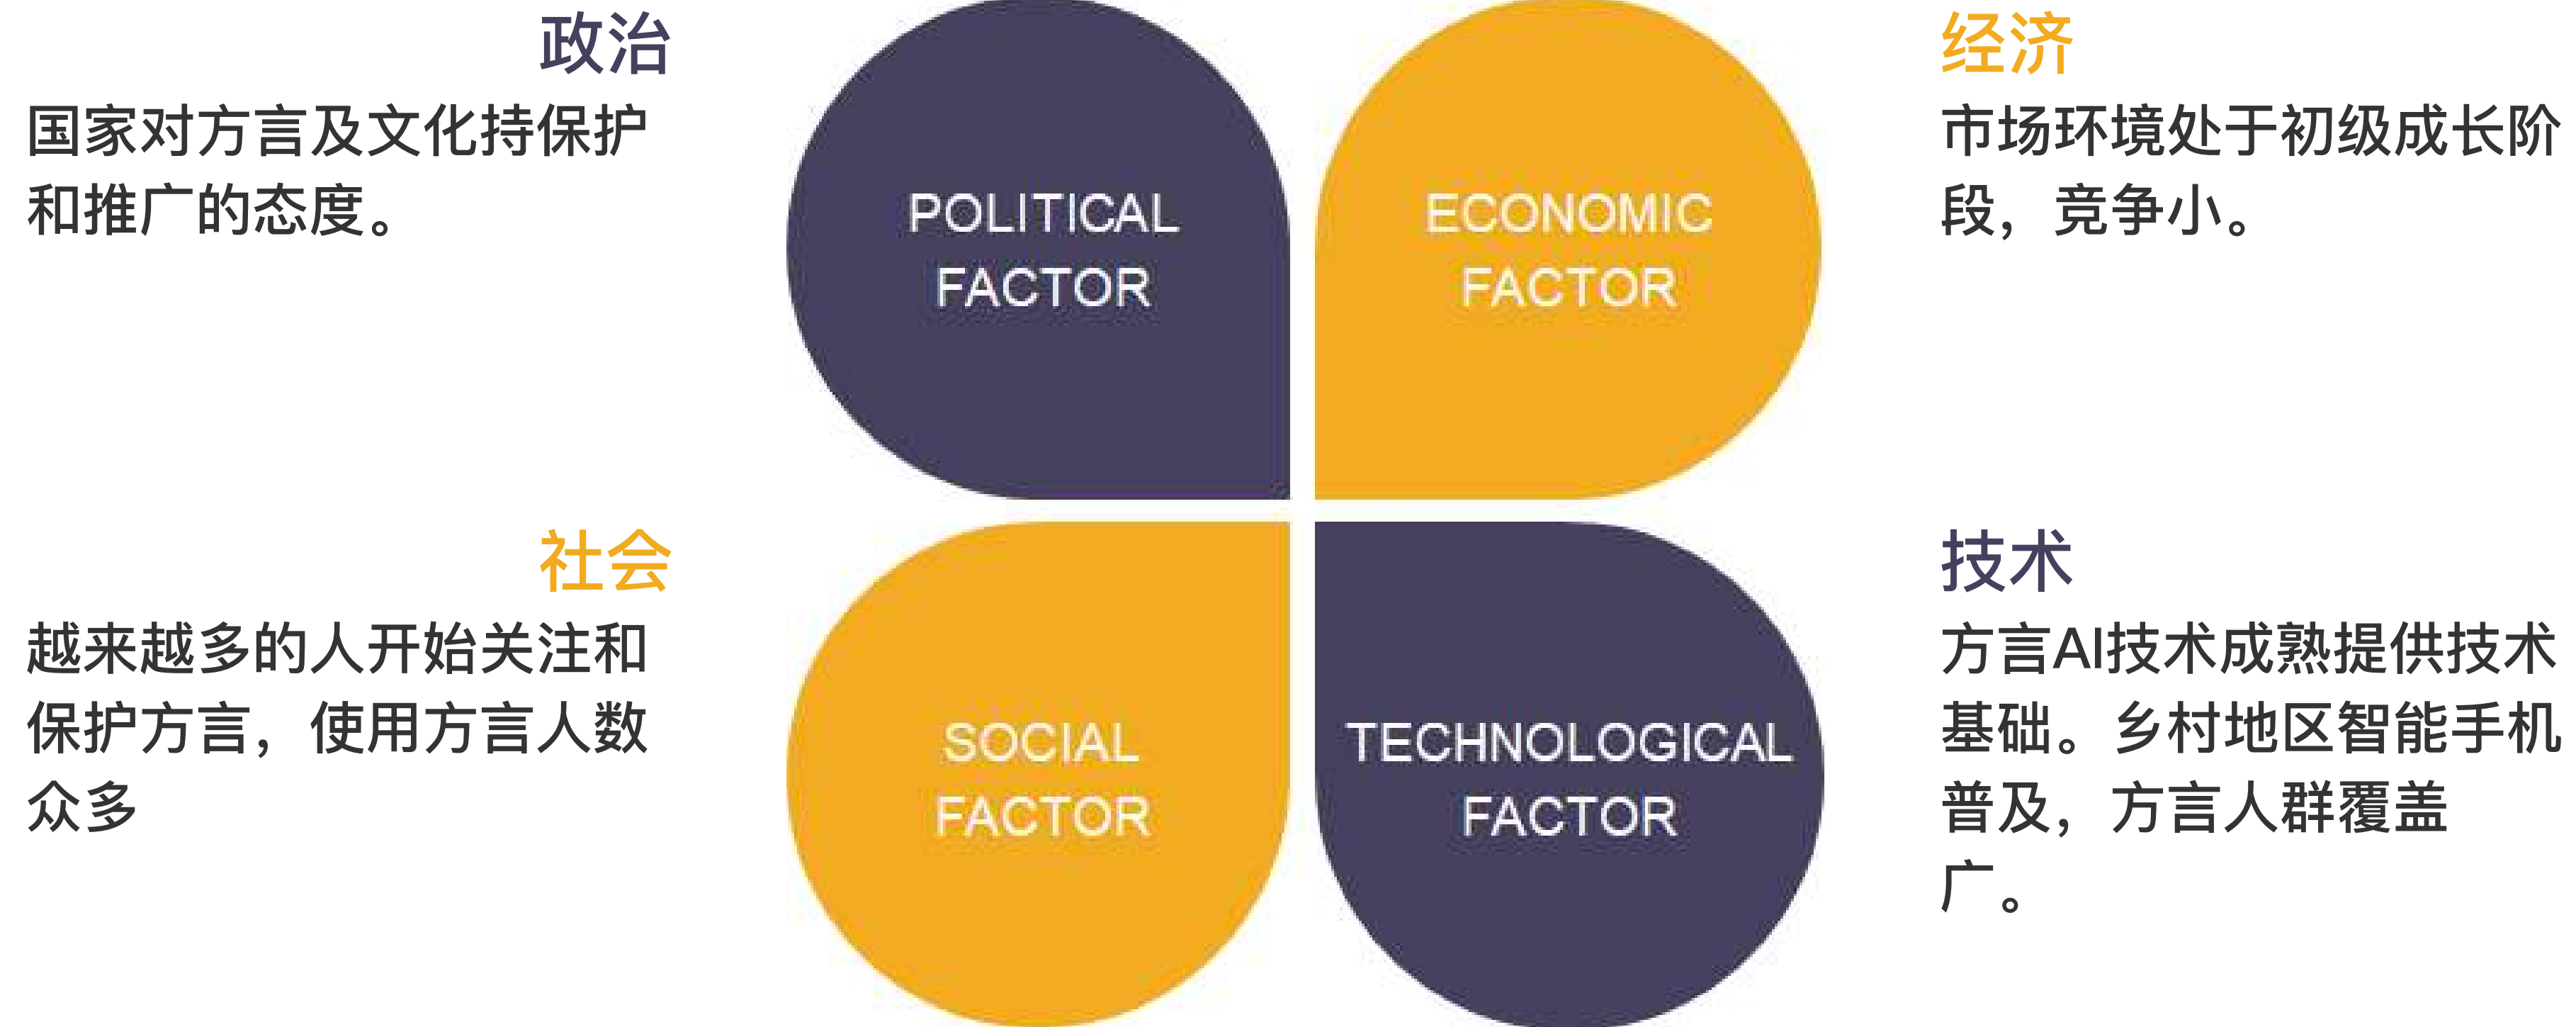 政治
国家对方言及文化持保护
和推广的态度。
POLITICAL
FACTOR
ECONOMIC
FACTOR
经济
市场环境处于初级成长阶
段，竞争小。
社会
越来越多的人开始关注和
保护方言，使用方言人数
众多
SOCIAL
FACTOR
TECHNOLOGICAL
FACTOR
技术
方言AI技术成熟提供技术
基础。乡村地区智能手机
普及，方言人群覆盖
广。